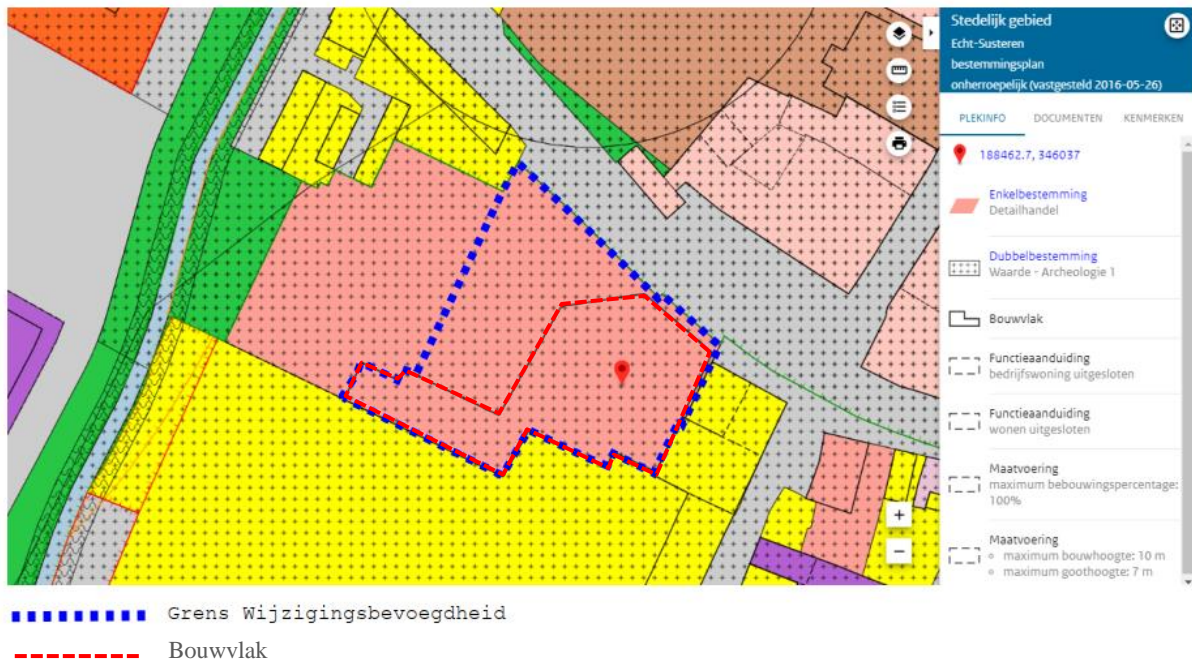 Stedelijk gebied
Echt-Susteren
bestemmingsplan
onherroepelijk (vastgesteld 2016-05-26)
PLEKINFO DOCUMENTEN KENMERKEN
188462.7, 346037
Enkelbestemming
Detailhandel
Dubbelbestemming
Waarde - Archeologie 1
Bouwvlak
Functieaanduiding
bedrijfswoning uitgesloten
Functieaanduiding
wonen uitgesloten
Maatvoering
maximum bebouwingspercentage:
100%
Maatvoering
maximum bouwhoogte: 10 m
maximum goothoogte: 7 m
+
−
Grens Wijzigingsbevoegdheid
Bouwvlak